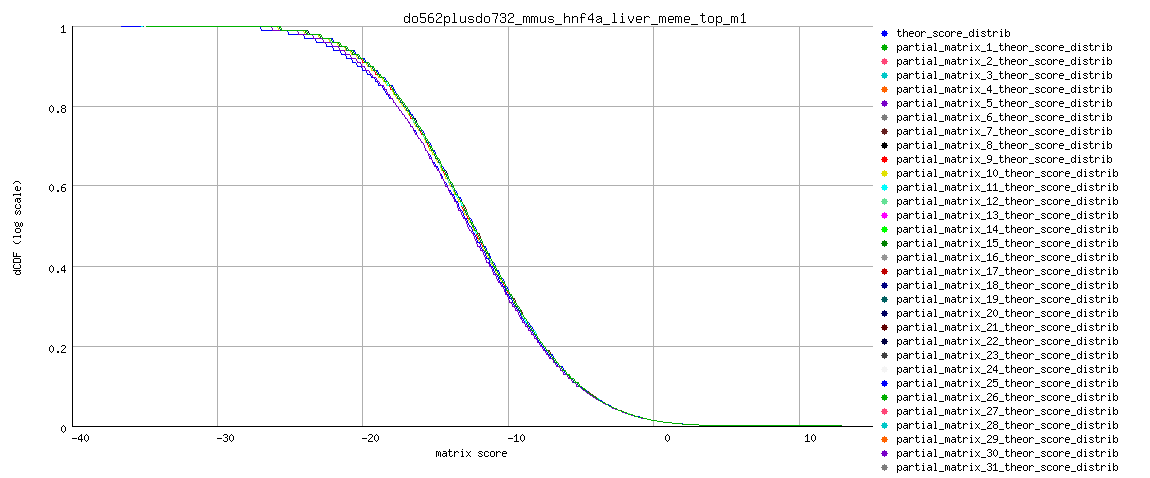 do562plusdo732_mmus_hnf4a_liver_meme_top_m1
1
0.8
0.6
0.4
0.2
0
dCDF (log scale)
-40
-30
-20
-10
0
10
matrix score
theor_score_distrib
partial_matrix_1_theor_score_distrib
partial_matrix_2_theor_score_distrib
partial_matrix_3_theor_score_distrib
partial_matrix_4_theor_score_distrib
partial_matrix_5_theor_score_distrib
partial_matrix_6_theor_score_distrib
partial_matrix_7_theor_score_distrib
partial_matrix_8_theor_score_distrib
partial_matrix_9_theor_score_distrib
partial_matrix_10_theor_score_distrib
partial_matrix_11_theor_score_distrib
partial_matrix_12_theor_score_distrib
partial_matrix_13_theor_score_distrib
partial_matrix_14_theor_score_distrib
partial_matrix_15_theor_score_distrib
partial_matrix_16_theor_score_distrib
partial_matrix_17_theor_score_distrib
partial_matrix_18_theor_score_distrib
partial_matrix_19_theor_score_distrib
partial_matrix_20_theor_score_distrib
partial_matrix_21_theor_score_distrib
partial_matrix_22_theor_score_distrib
partial_matrix_23_theor_score_distrib
partial_matrix_24_theor_score_distrib
partial_matrix_25_theor_score_distrib
partial_matrix_26_theor_score_distrib
partial_matrix_27_theor_score_distrib
partial_matrix_28_theor_score_distrib
partial_matrix_29_theor_score_distrib
partial_matrix_30_theor_score_distrib
partial_matrix_31_theor_score_distrib